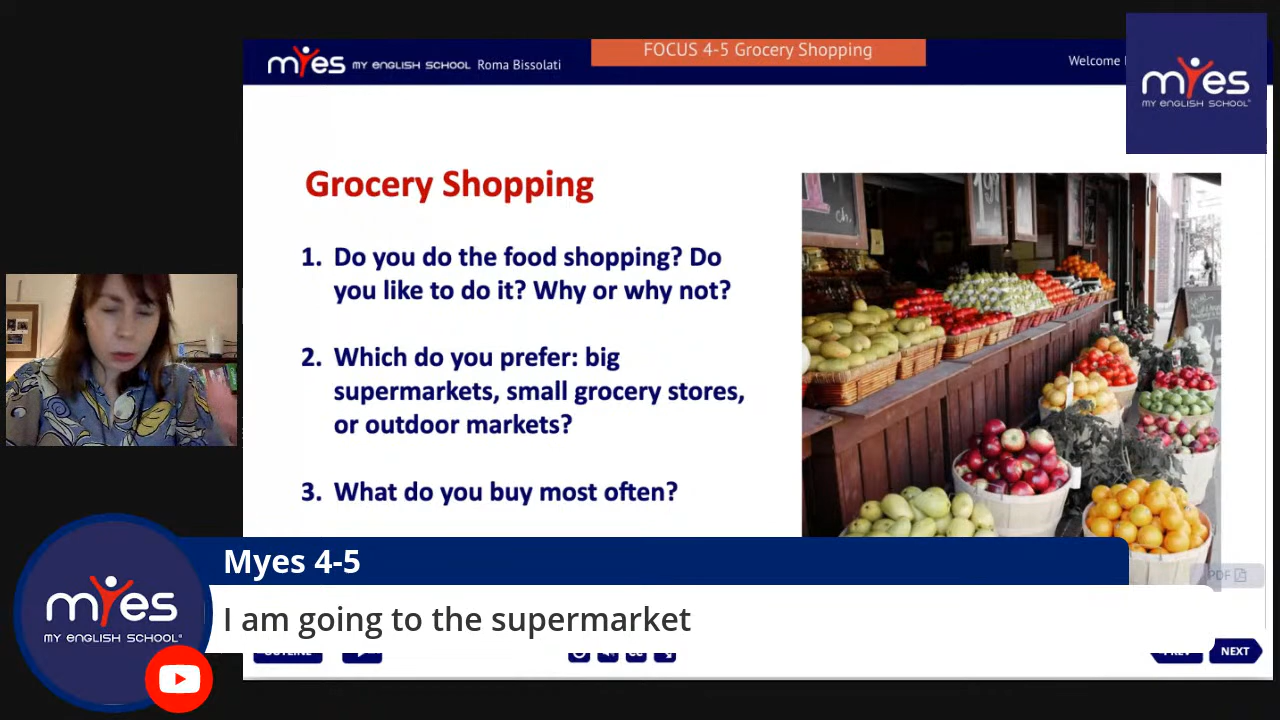 myes MY ENGLISH SCHOOL Roma Bissolati
FOCUS 4-5 Grocery Shopping
Welcome
myes
MY ENGLISH SCHOOL
Grocery Shopping
1. Do you do the food shopping? Do
you like to do it? Why or why not?
2. Which do you prefer: big
supermarkets, small grocery stores,
or outdoor markets?
3. What do you buy most often?
PDF
Myes 4-5
I am going to the supermarket
myes
MY ENGLISH SCHOOL
OUTLINE
PREV
NEXT